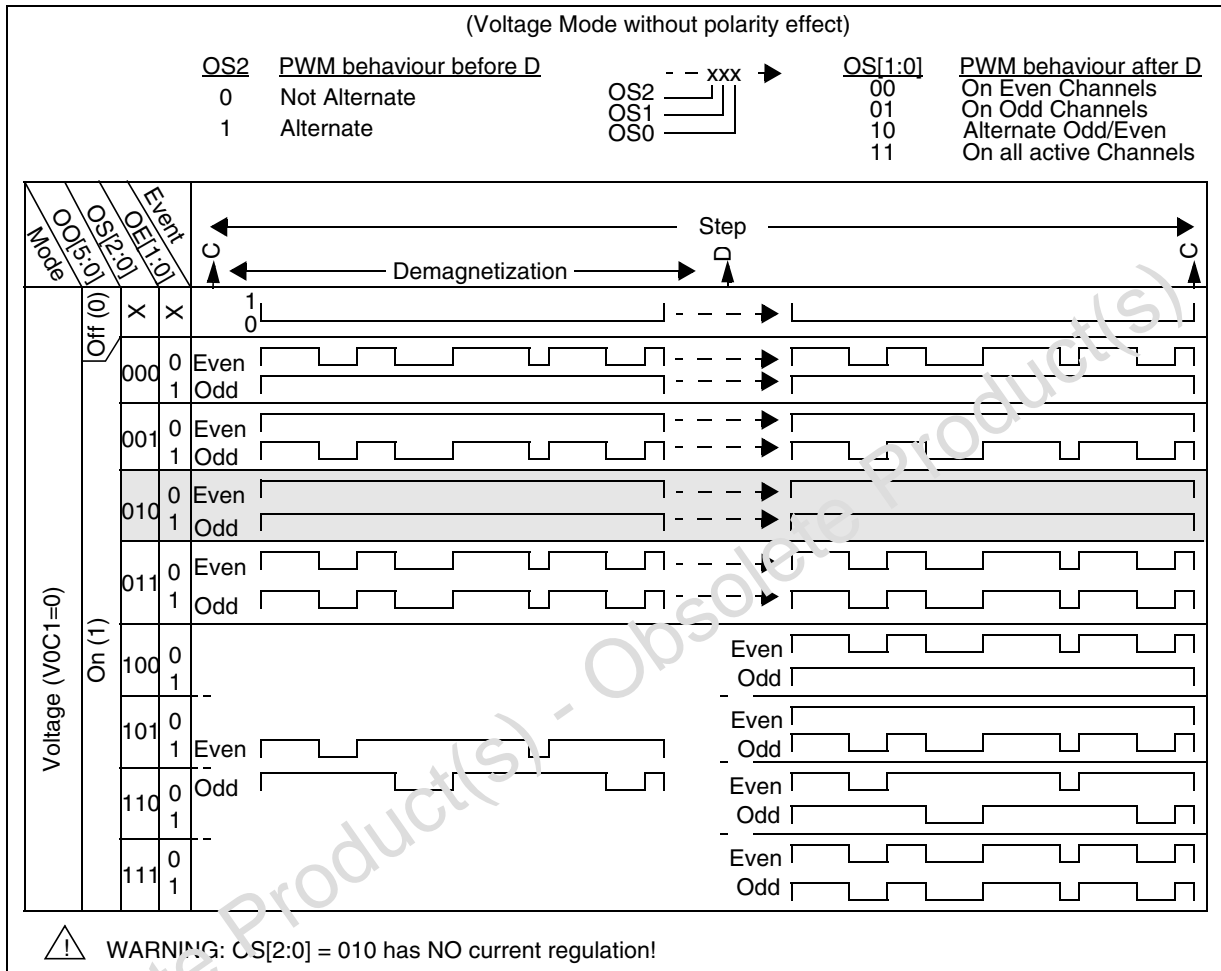 (Voltage Mode without polarity effect)
OS2 PWM behaviour before D
0 Not Alternate
1 Alternate
xxx
OS2
OS1
OS0
OS[1:0] PWM behaviour after D
00 On Even Channels
01 On Odd Channels
10 Alternate Odd/Even
11 On all active Channels
Mode
OO[5:0]
OS[2:0]
OE[1:0]
Event
Step
C
Demagnetization
D
C
Voltage (V0C1=0)
Off (0)
X
X
1
0
On (1)
000
0 Even
1 Odd
001
0 Even
1 Odd
010
0 Even
1 Odd
011
0 Even
1 Odd
100
0
1
Even
Odd
101
0
1 Even
Even
Odd
110
0 Odd
1
Even
Odd
111
0
1
Even
Odd
WARNING: OS[2:0] = 010 has NO current regulation!
ete Product(s) - Obsolete Product(s)